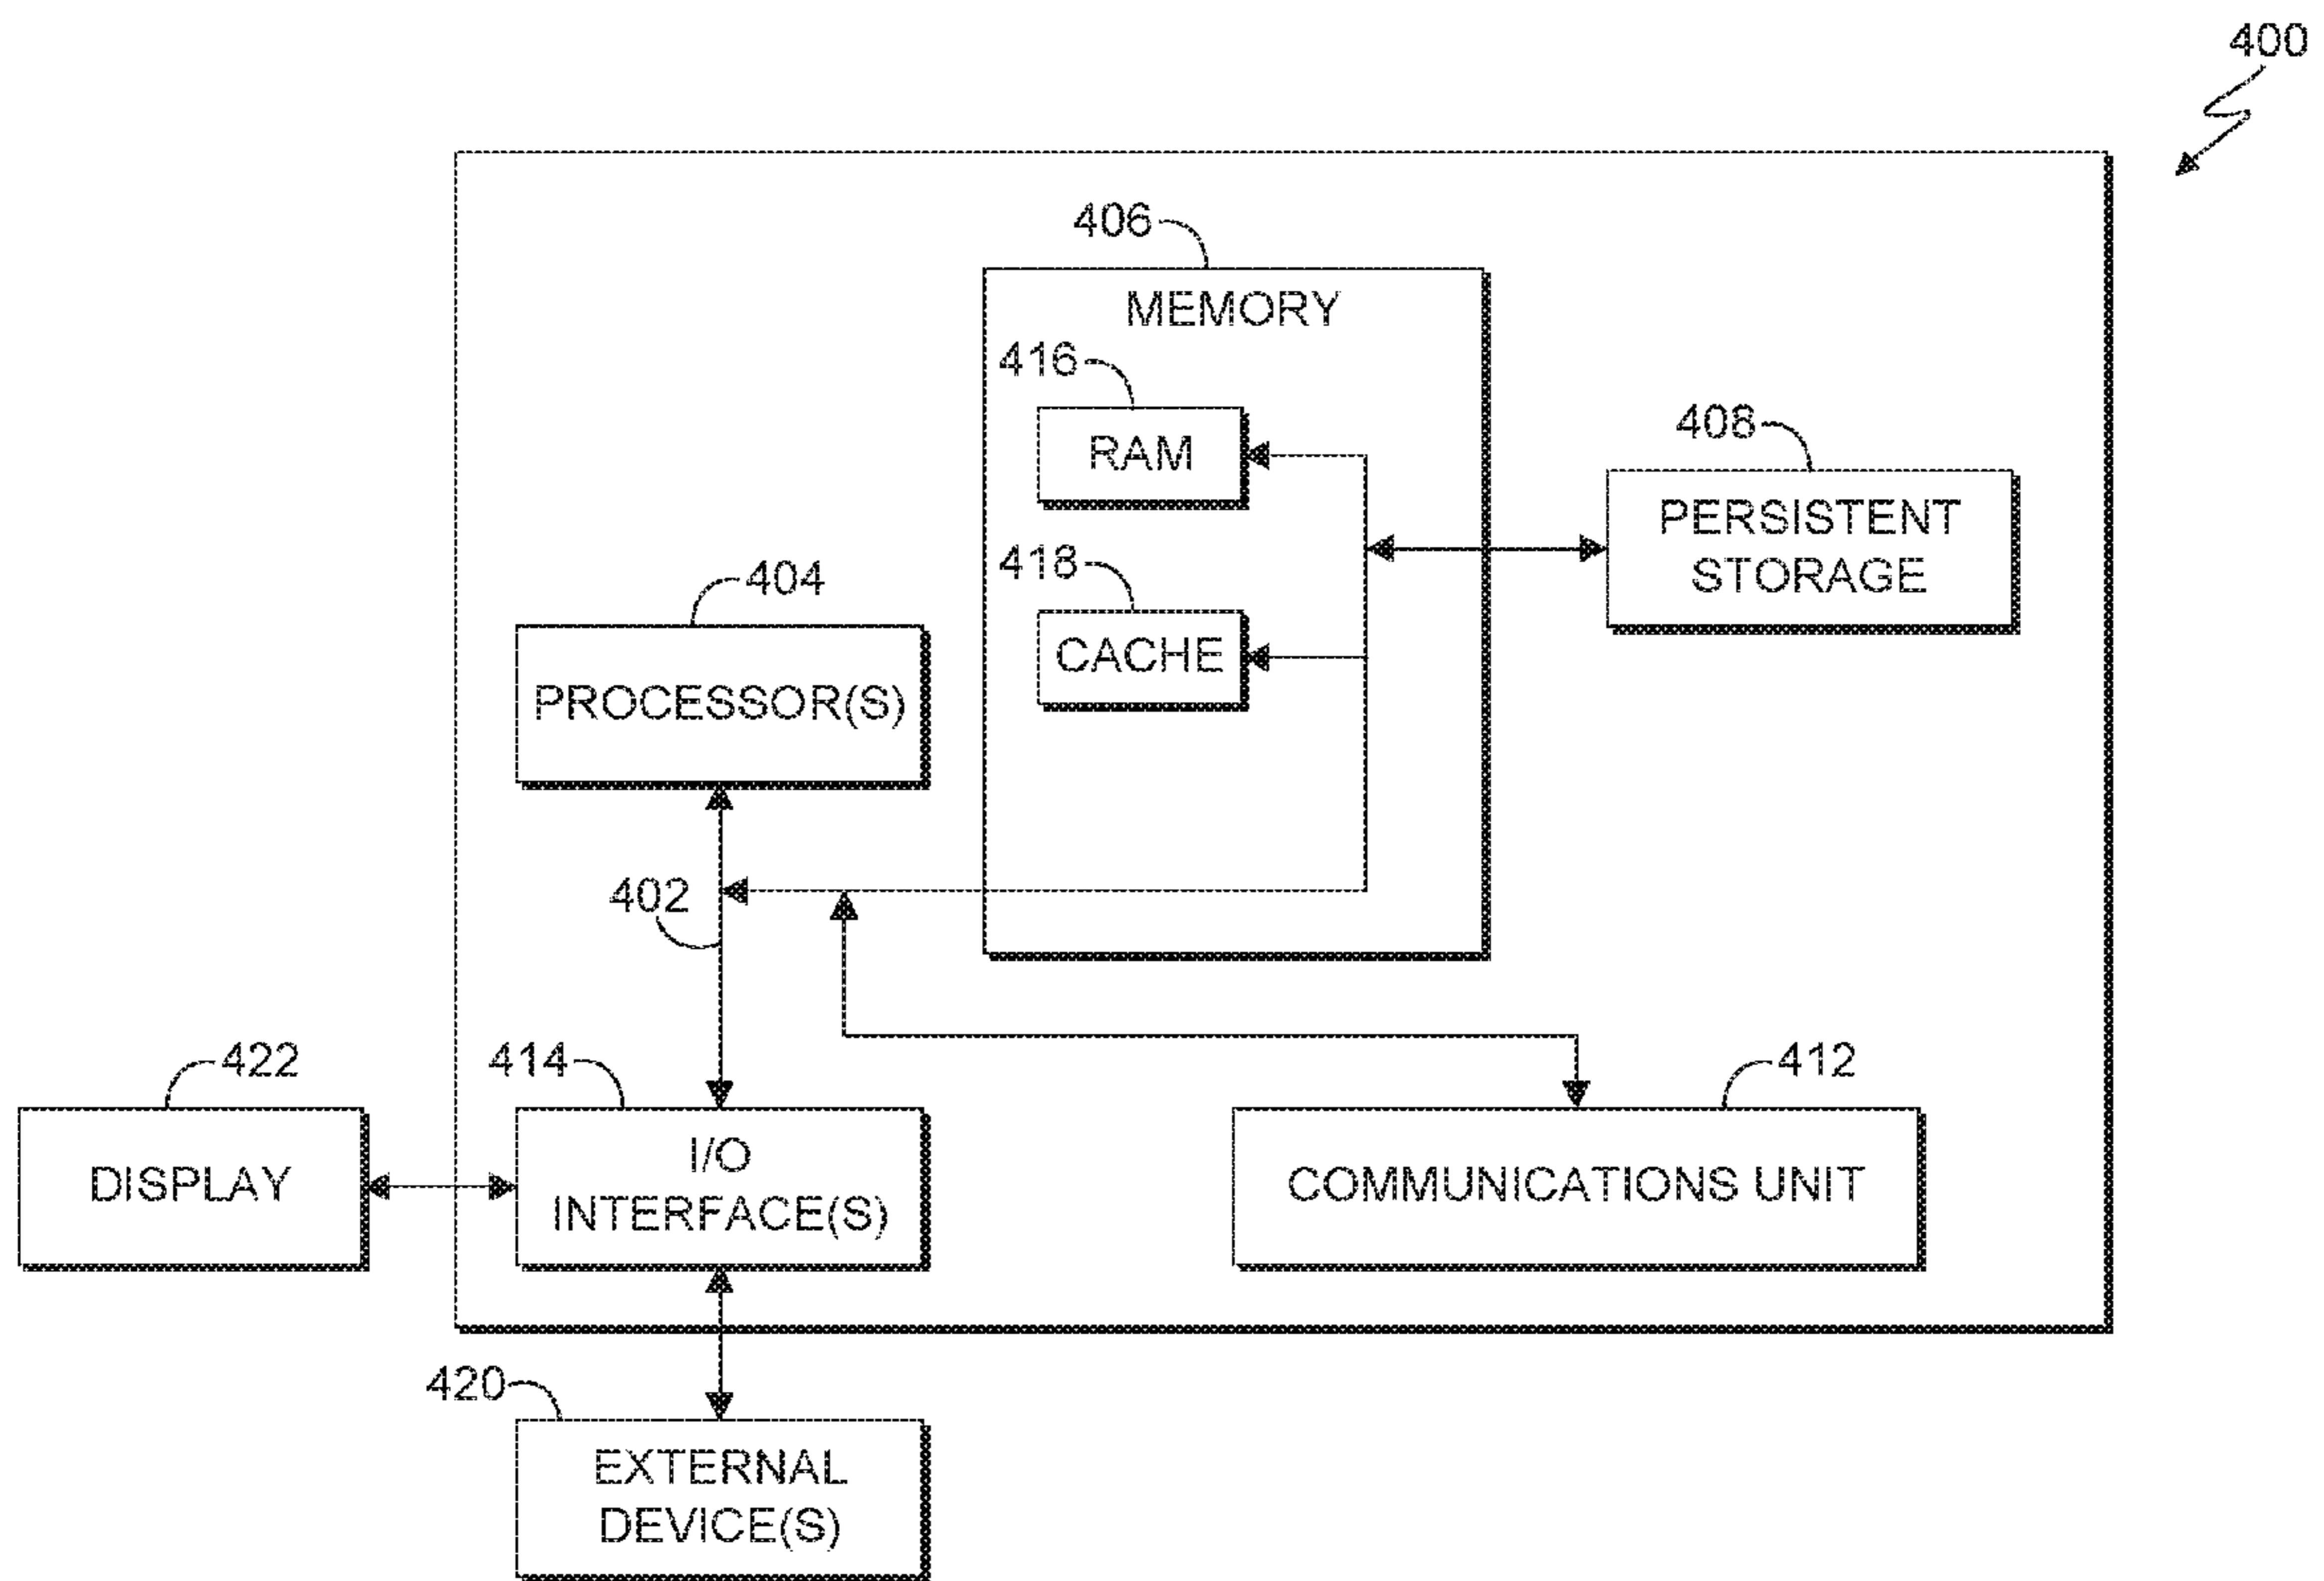 400
406
MEMORY
416
RAM
408
PERSISTENT
STORAGE
418
CACHE
404
PROCESSOR(S)
402
422
DISPLAY
414
I/O
INTERFACE(S)
412
COMMUNICATIONS UNIT
420
EXTERNAL
DEVICE(S)